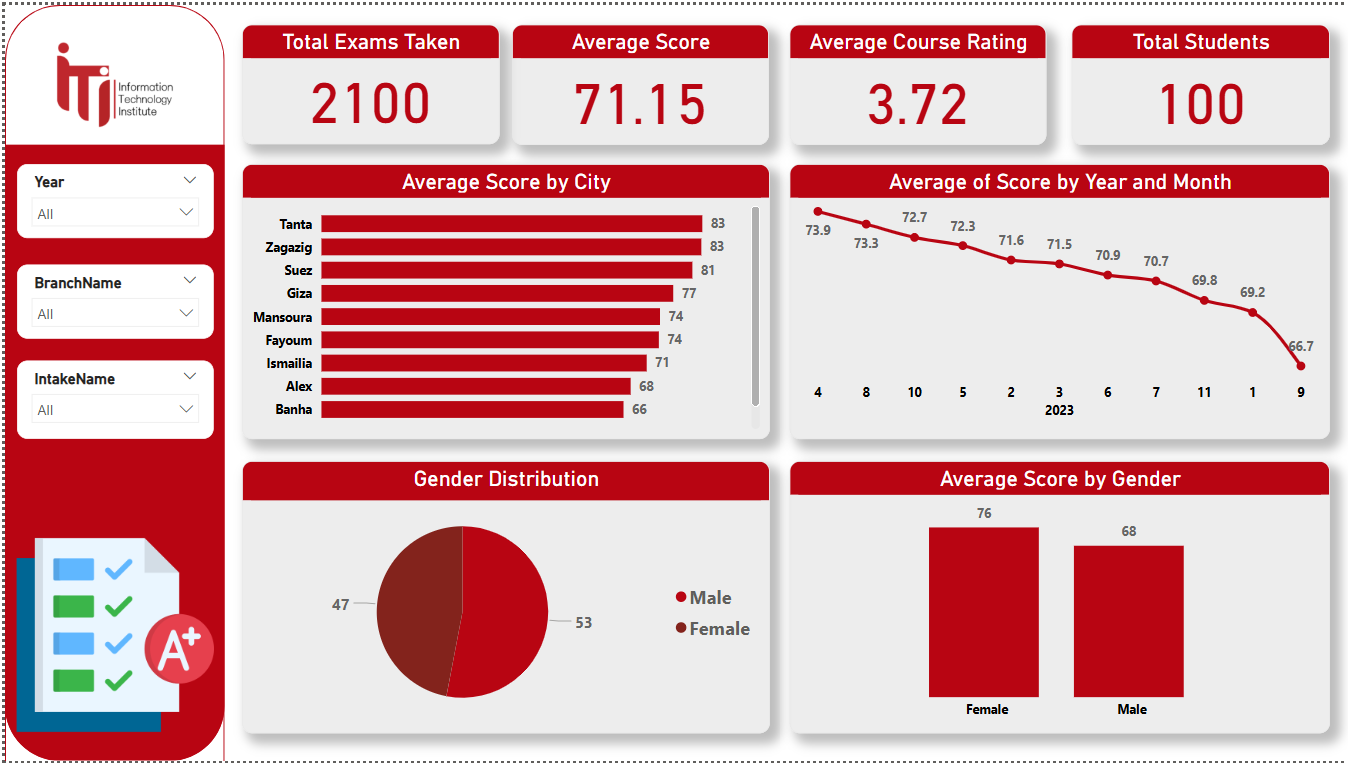 Information
Technology
Institute
Year
All
BranchName
All
IntakeName
All
A+
Total Exams Taken
2100
Average Score
71.15
Average Course Rating
3.72
Total Students
100
Average Score by City
Tanta 83
Zagazig 83
Suez 81
Giza 77
Mansoura 74
Fayoum 74
Ismailia 71
Alex 68
Banha 66
Average of Score by Year and Month
73.9 73.3 72.7 72.3 71.6 71.5 70.9 70.7 69.8 69.2 66.7
4 8 10 5 2 3 6 7 11 1 9
2023
Gender Distribution
47
53
Male
Female
Average Score by Gender
76 68
Female Male